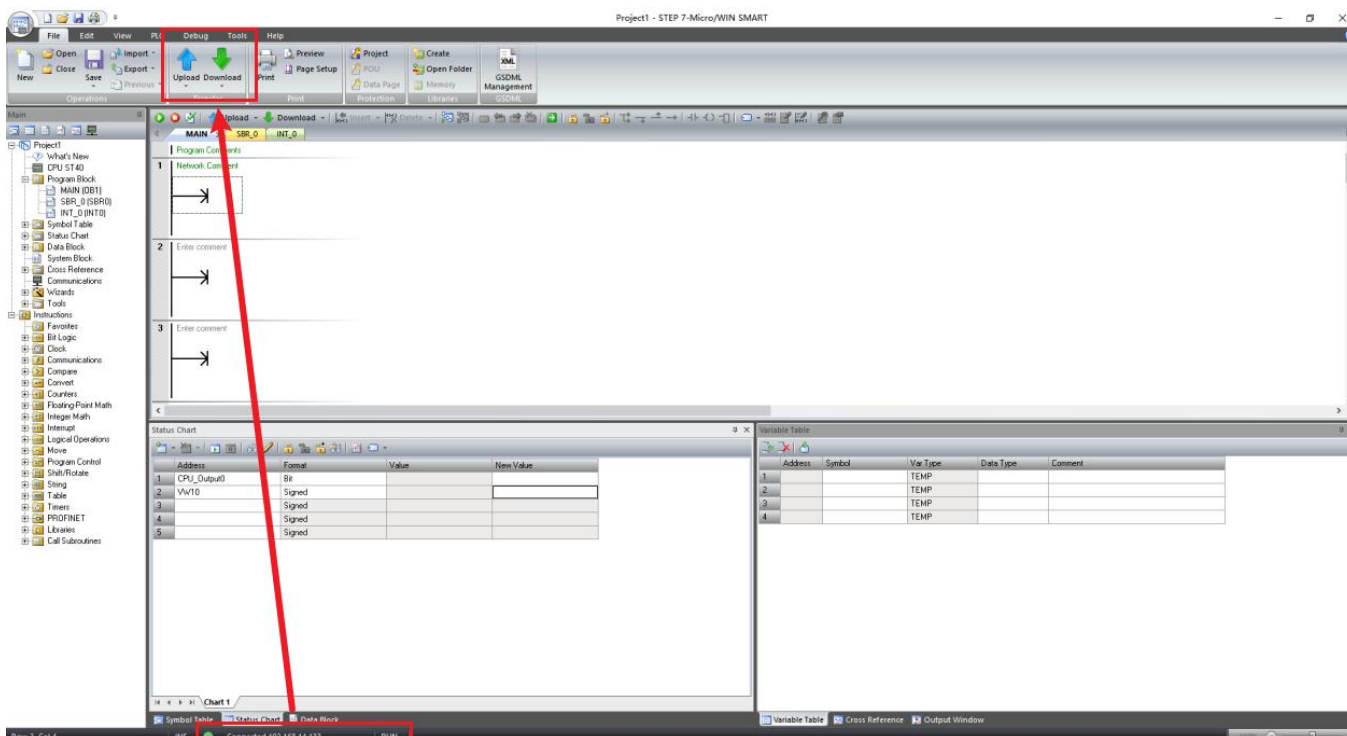 Project1 - STEP 7-Micro/WIN SMART
File Edit View PLC Debug Tools Help
New
Open
Close
Save
Import
Export
Previous
Operations
Upload Download
Print
Preview
Page Setup
Print
Project
POU
Data Page
Protection
Create
Open Folder
Memory
Libraries
XML
GSDML Management
GSDML
Main
Project1
What's New
CPU ST40
Program Block
MAIN (OB1)
SBR_0 (SBR0)
INT_0 (INT0)
Symbol Table
Status Chart
Data Block
System Block
Cross Reference
Communications
Wizards
Tools
Instructions
Favorites
Bit Logic
Clock
Communications
Compare
Convert
Counters
Floating-Point Math
Integer Math
Interrupt
Logical Operations
Move
Program Control
Shift/Rotate
String
Table
Timers
PROFINET
Libraries
Call Subroutines
Upload Download Insert Delete
MAIN SBR_0 INT_0
Program Comments
1 Network Comment
2 Enter comment
3 Enter comment
Status Chart
Address Format Value New Value
1 CPU_Output0 Bit
2 VW10 Signed
3 Signed
4 Signed
5 Signed
Chart 1
Symbol Table Status Chart Data Block
Variable Table
Address Symbol Var Type Data Type Comment
1 TEMP
2 TEMP
3 TEMP
4 TEMP
Variable Table Cross Reference Output Window
INS
RUN